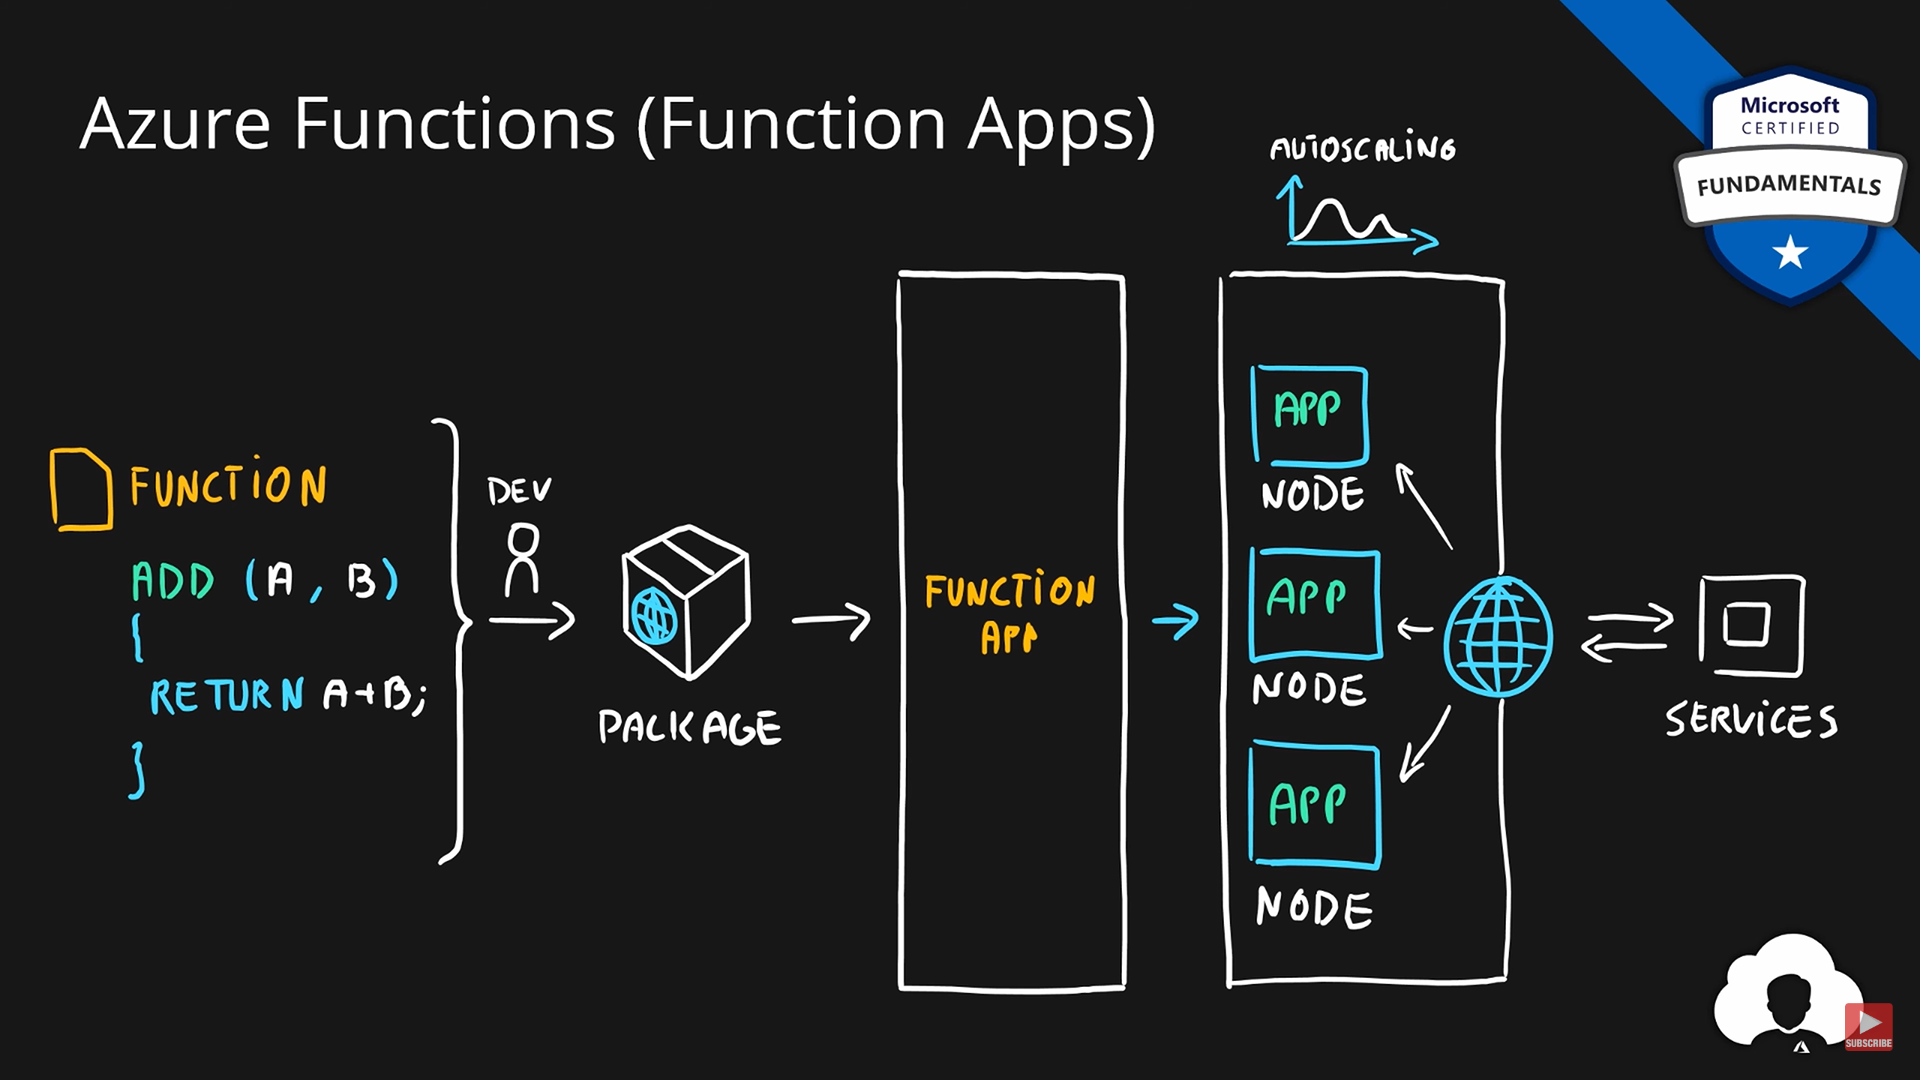 Azure Functions (Function Apps)
AUTOSCALING
Microsoft
CERTIFIED
FUNDAMENTALS
FUNCTION
ADD (A, B)
{
RETURN A+B;
}
DEV
PACKAGE
FUNCTION
APP
APP
NODE
APP
NODE
APP
NODE
SERVICES
SUBSCRIBE